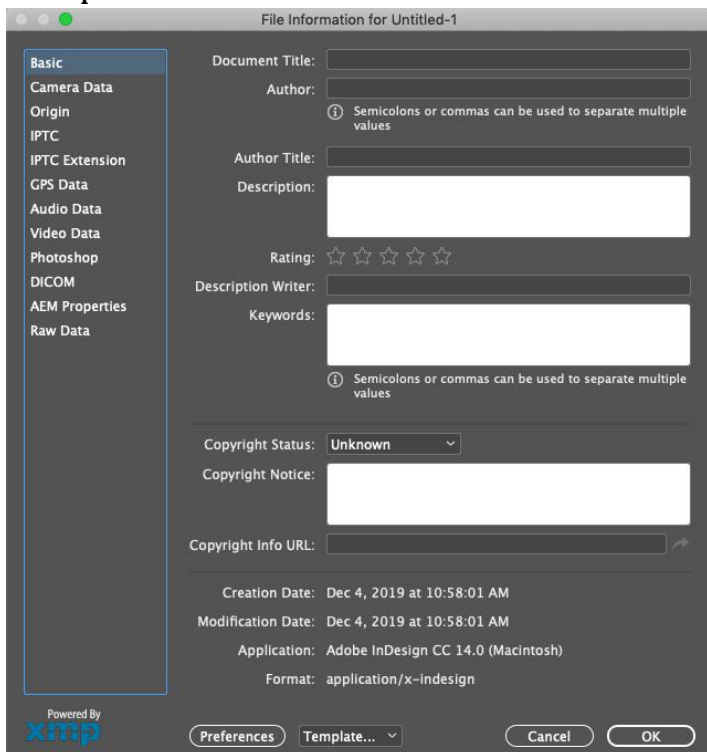 File Information for Untitled-1
Basic
Camera Data
Origin
IPTC
IPTC Extension
GPS Data
Audio Data
Video Data
Photoshop
DICOM
AEM Properties
Raw Data
Document Title:
Author:
Semicolons or commas can be used to separate multiple
values
Author Title:
Description:
Rating:
Description Writer:
Keywords:
Semicolons or commas can be used to separate multiple
values
Copyright Status: Unknown
Copyright Notice:
Copyright Info URL:
Creation Date: Dec 4, 2019 at 10:58:01 AM
Modification Date: Dec 4, 2019 at 10:58:01 AM
Application: Adobe InDesign CC 14.0 (Macintosh)
Format: application/x-indesign
Powered By
xmp
Preferences Template... Cancel OK